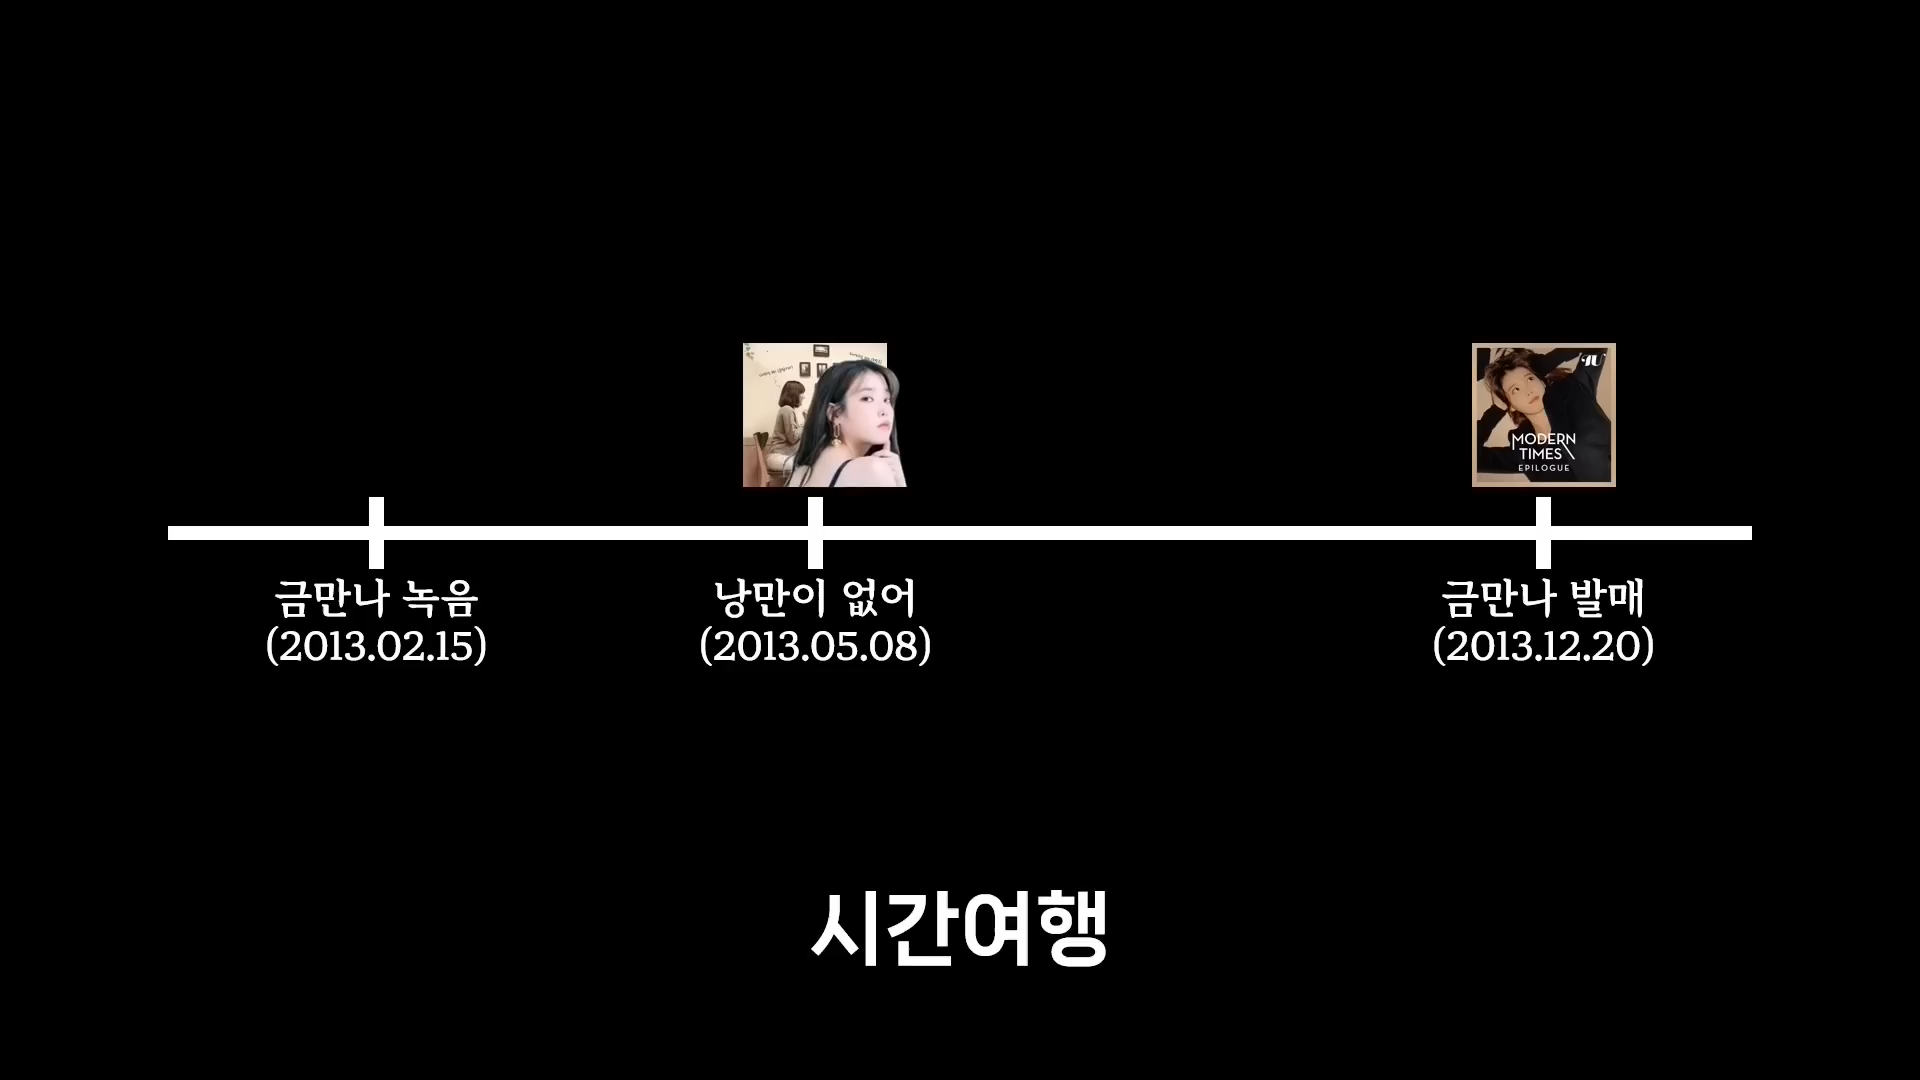 IU
MODERN
TIMES
EPILOGUE
금만나 녹음
(2013.02.15)
낭만이 없어
(2013.05.08)
금만나 발매
(2013.12.20)
시간여행